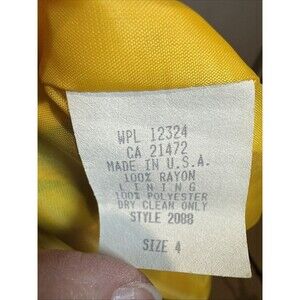 WPL 12324
CA 21472
MADE IN U.S.A.
100% RAYON
LINING
100% POLYESTER
DRY CLEAN ONLY
STYLE 2088
SIZE 4